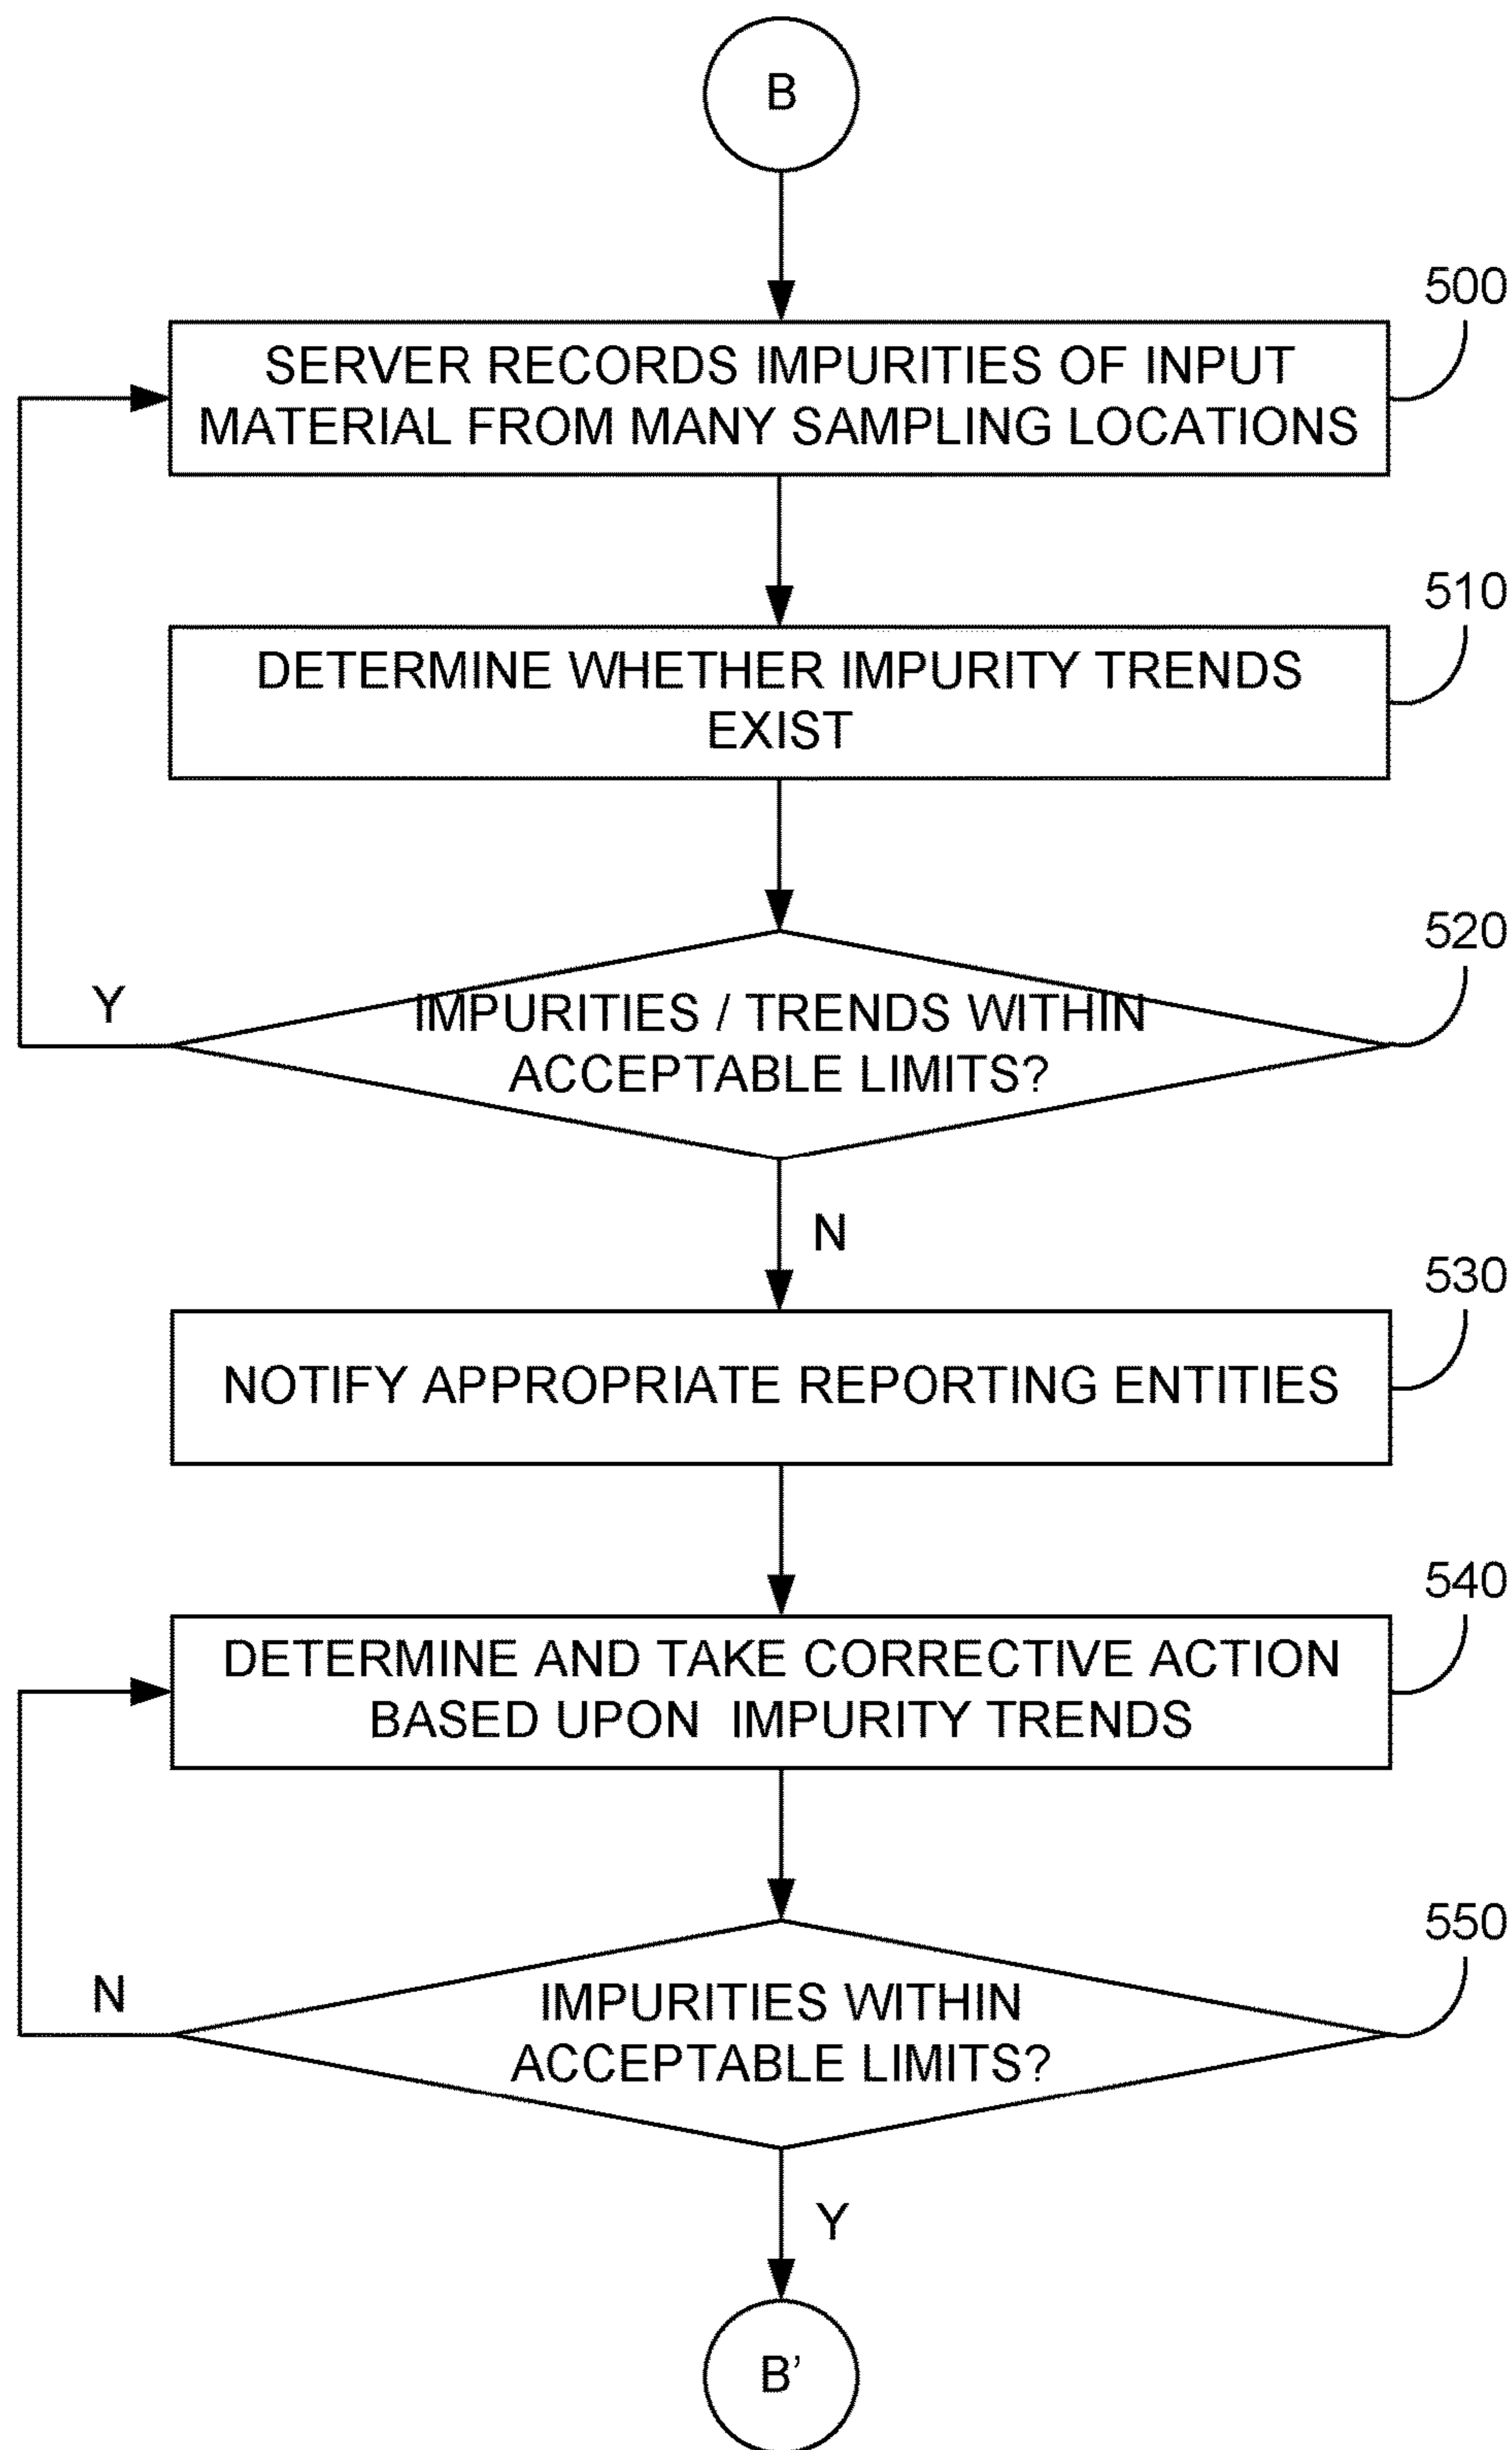 B
500
SERVER RECORDS IMPURITIES OF INPUT
MATERIAL FROM MANY SAMPLING LOCATIONS
510
DETERMINE WHETHER IMPURITY TRENDS
EXIST
520
Y
IMPURITIES / TRENDS WITHIN
ACCEPTABLE LIMITS?
N
530
NOTIFY APPROPRIATE REPORTING ENTITIES
540
DETERMINE AND TAKE CORRECTIVE ACTION
BASED UPON IMPURITY TRENDS
550
N
IMPURITIES WITHIN
ACCEPTABLE LIMITS?
Y
B'